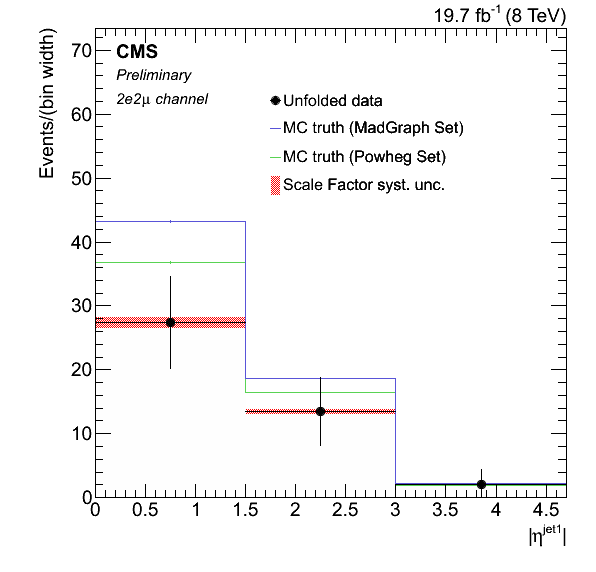 19.7 fb⁻¹ (8 TeV)
Events/(bin width)
CMS
Preliminary
2e2μ channel
Unfolded data
MC truth (MadGraph Set)
MC truth (Powheg Set)
Scale Factor syst. unc.
70
60
50
40
30
20
10
0
0 0.5 1 1.5 2 2.5 3 3.5 4 4.5
|η^jet1|